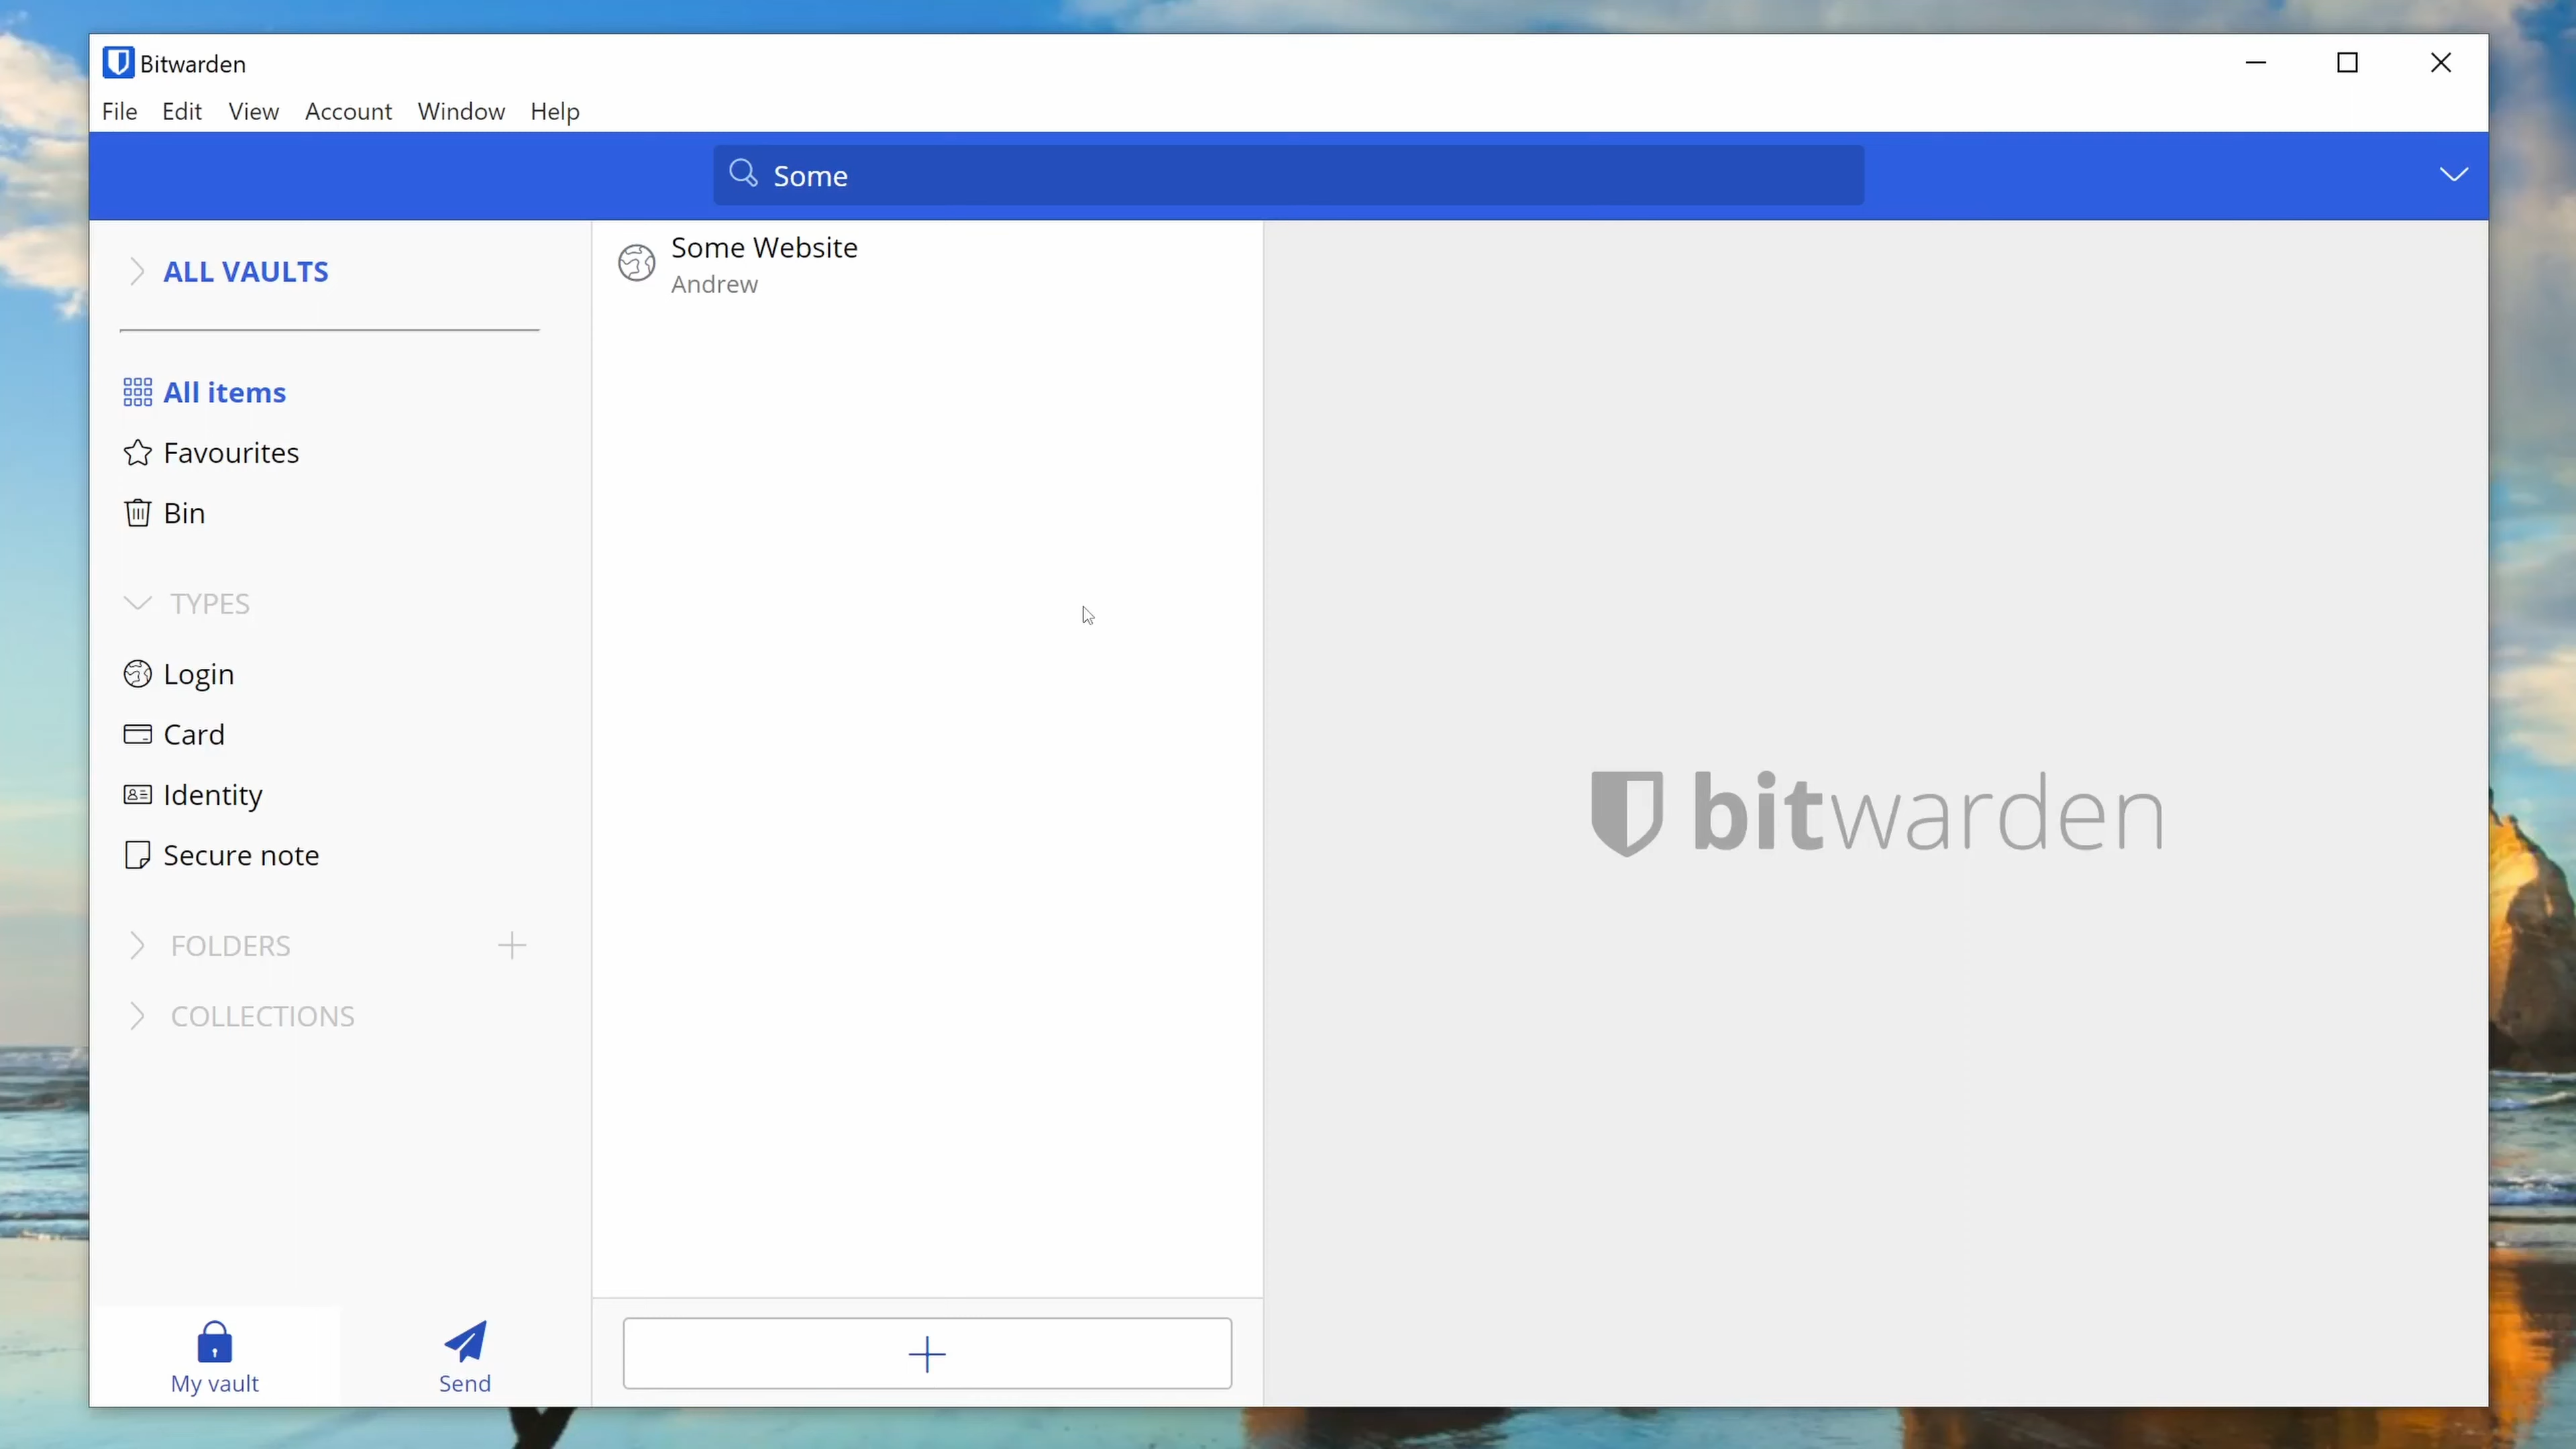 Bitwarden
File Edit View Account Window Help
Some
ALL VAULTS
All items
Favourites
Bin
TYPES
Login
Card
Identity
Secure note
FOLDERS
COLLECTIONS
My vault
Send
Some Website
Andrew
bitwarden